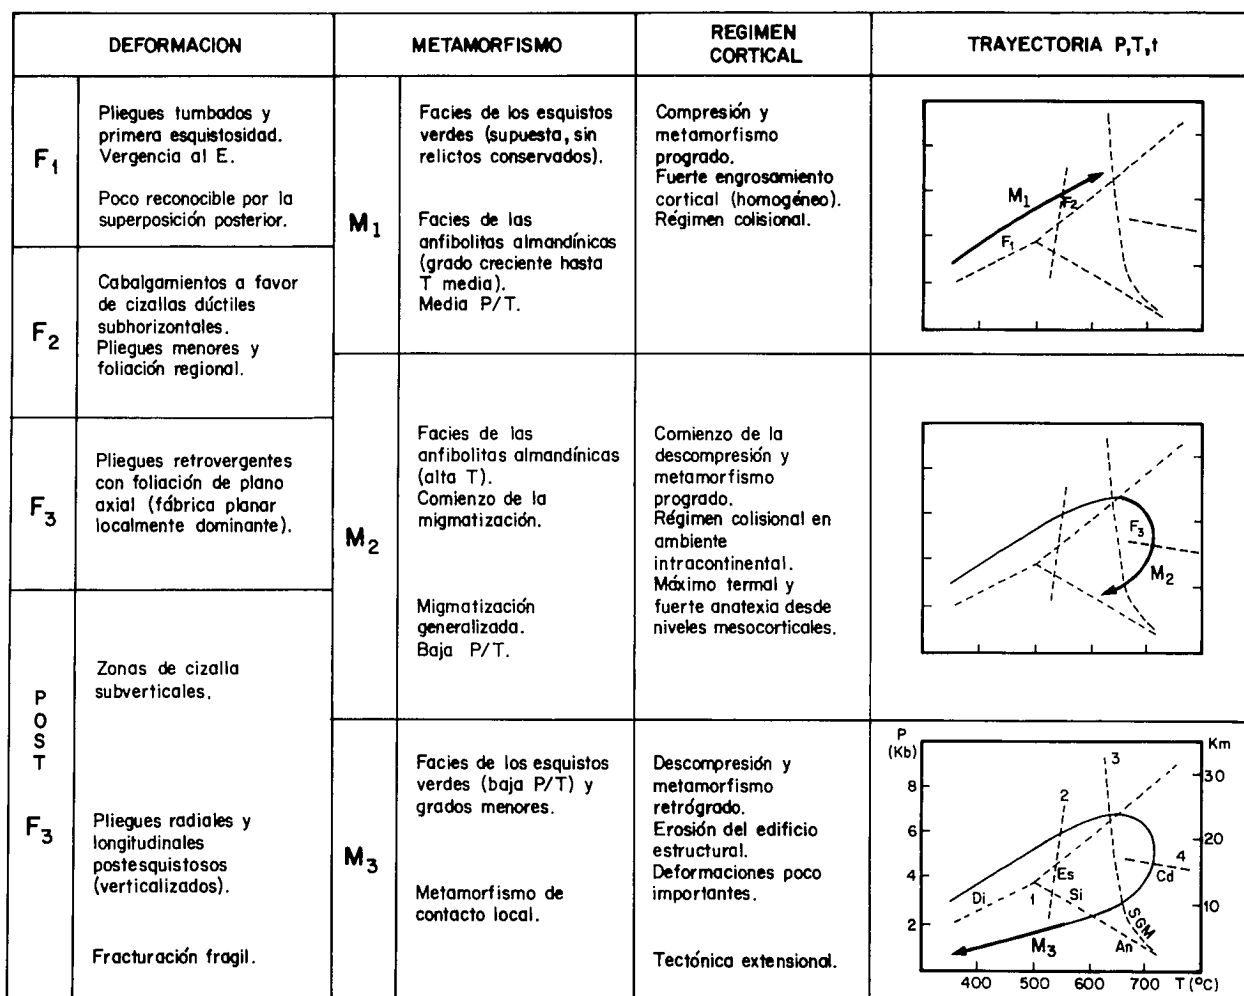 DEFORMACION
METAMORFISMO
REGIMEN
CORTICAL
TRAYECTORIA P,T,t
F1
Pliegues tumbados y
primera esquistosidad.
Vergencia al E.
Poco reconocible por la
superposición posterior.
F2
Cabalgamientos a favor
de cizallas dúctiles
subhorizontales.
Pliegues menores y
foliación regional.
F3
Pliegues retrovergentes
con foliación de plano
axial (fábrica planar
localmente dominante).
POST
F3
Zonas de cizalla
subverticales.
Pliegues radiales y
longitudinales
postesquistosos
(verticalizados).
Fracturación fragil.
M1
Facies de los esquistos
verdes (supuesta, sin
relictos conservados).
Facies de las
anfibolitas almandínicas
(grado creciente hasta
T media).
Media P/T.
Compresión y
metamorfismo
progrado.
Fuerte engrosamiento
cortical (homogéneo).
Régimen colisional.
M1
F1
F2
M2
Facies de las
anfibolitas almandínicas
(alta T).
Comienzo de la
migmatización.
Migmatización
generalizada.
Baja P/T.
Comienzo de la
descompresión y
metamorfismo
progrado.
Régimen colisional en
ambiente
intracontinental.
Máximo termal y
fuerte anatexia desde
niveles mesocorticales.
F3
M2
M3
Facies de los esquistos
verdes (baja P/T) y
grados menores.
Metamorfismo de
contacto local.
Descompresión y
metamorfismo
retrógrado.
Erosión del edificio
estructural.
Deformaciones poco
importantes.
Tectónica extensional.
P
(Kb)
8
6
4
2
Km
30
20
10
3
2
4
Es
Cd
Di
1
Si
SGM
An
M3
400 500 600 700 T (ºC)